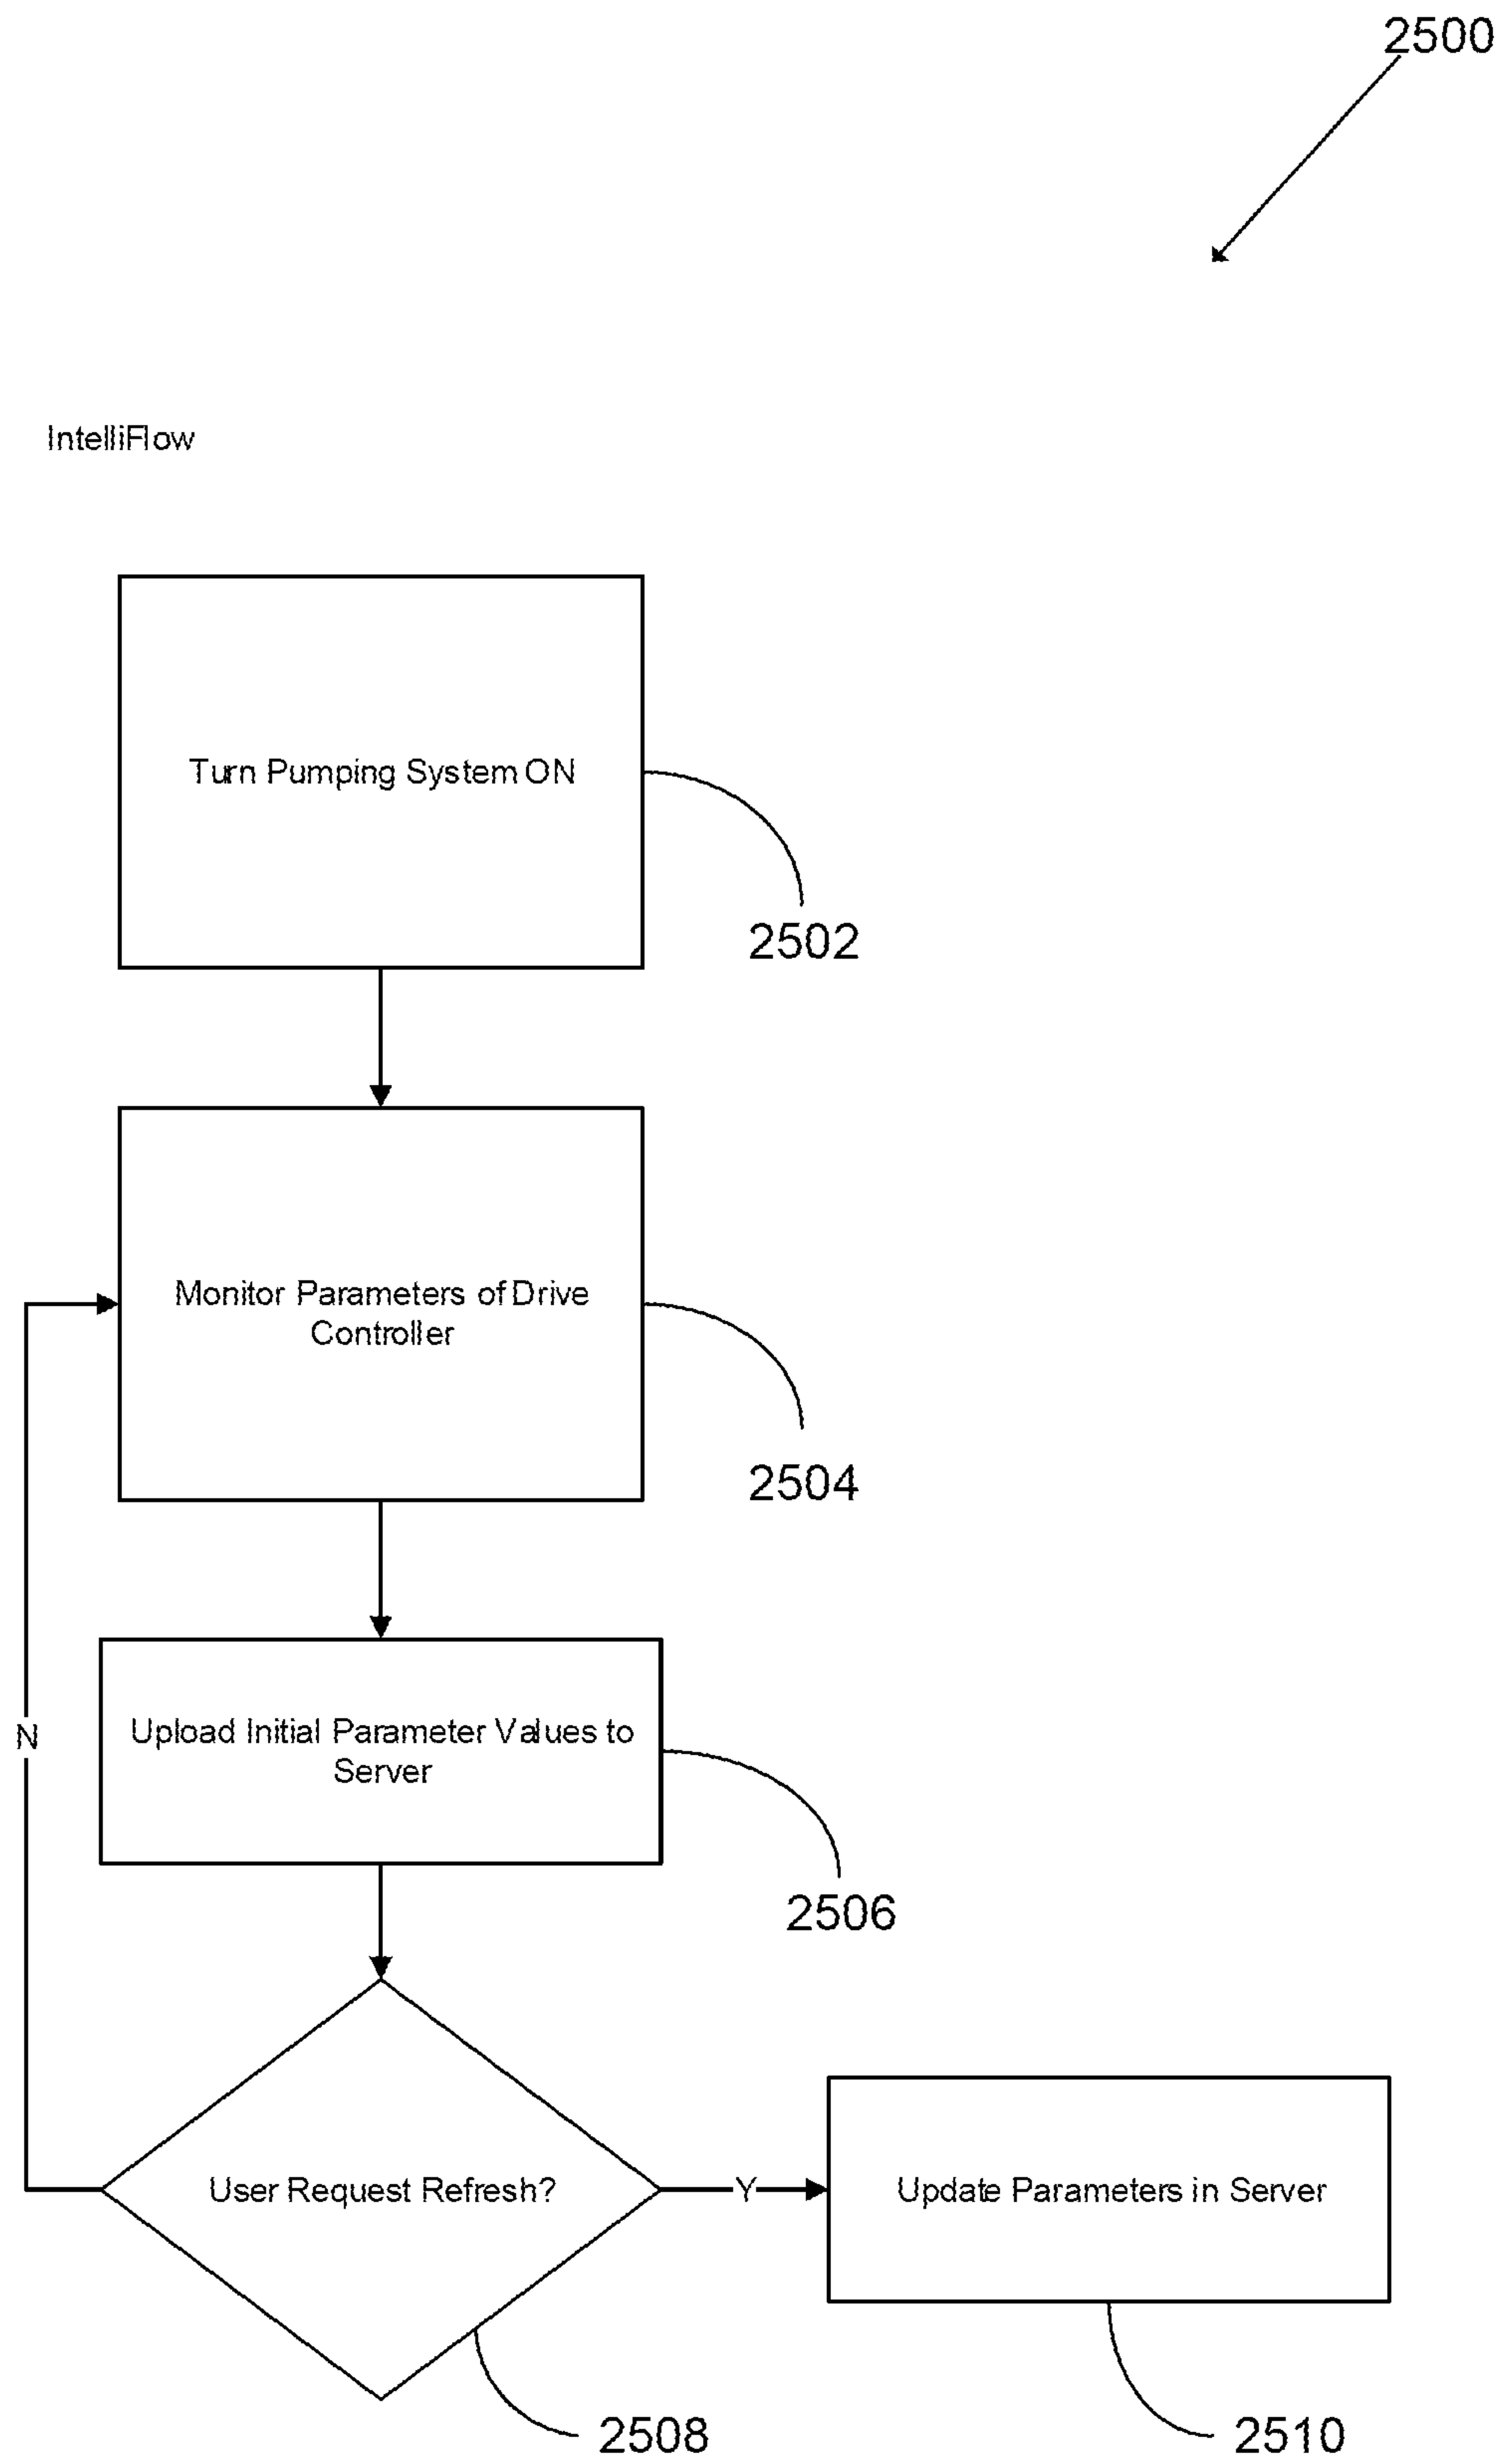 2500
IntelliFlow
Turn Pumping System ON
2502
Monitor Parameters of Drive
Controller
2504
Upload Initial Parameter Values to
Server
N
2506
User Request Refresh?
Y
Update Parameters in Server
2508
2510